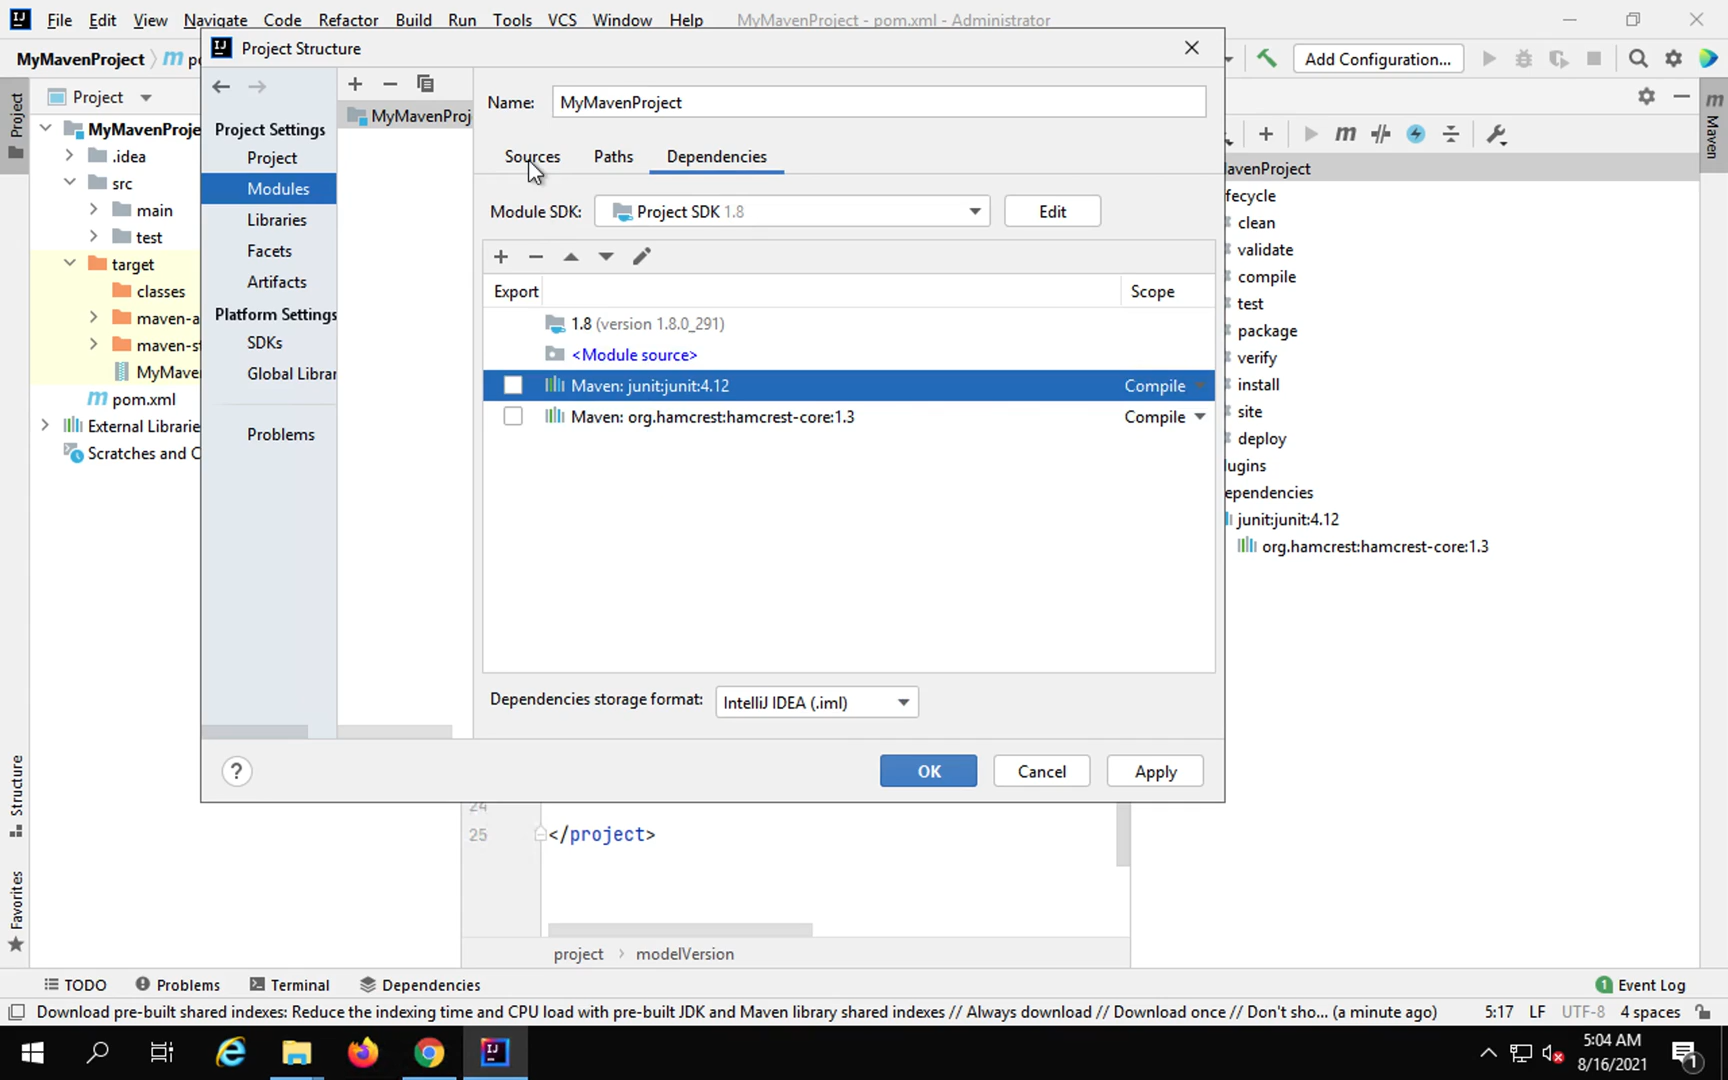 File Edit View Navigate Code Refactor Build Run Tools VCS Window Help MyMavenProject - pom.xml - Administrator
MyMavenProject
Add Configuration...
Project Structure
Project
Project
Structure
Favorites
Maven
MyMavenProje
.idea
src
main
test
target
classes
maven-a
maven-st
MyMave
pom.xml
External Librarie
Scratches and C
Project Settings
Project
Modules
Libraries
Facets
Artifacts
Platform Settings
SDKs
Global Librar
Problems
MyMavenProj
Name: MyMavenProject
Sources Paths Dependencies
Module SDK: Project SDK 1.8 Edit
Export Scope
1.8 (version 1.8.0_291)
<Module source>
Maven: junit:junit:4.12 Compile
Maven: org.hamcrest:hamcrest-core:1.3 Compile
Dependencies storage format: IntelliJ IDEA (.iml)
? OK Cancel Apply
m
avenProject
fecycle
clean
validate
compile
test
package
verify
install
site
deploy
lugins
ependencies
junit:junit:4.12
org.hamcrest:hamcrest-core:1.3
24
25 </project>
project › modelVersion
TODO Problems Terminal Dependencies 1 Event Log
Download pre-built shared indexes: Reduce the indexing time and CPU load with pre-built JDK and Maven library shared indexes // Always download // Download once // Don't sho... (a minute ago) 5:17 LF UTF-8 4 spaces
5:04 AM
8/16/2021
1